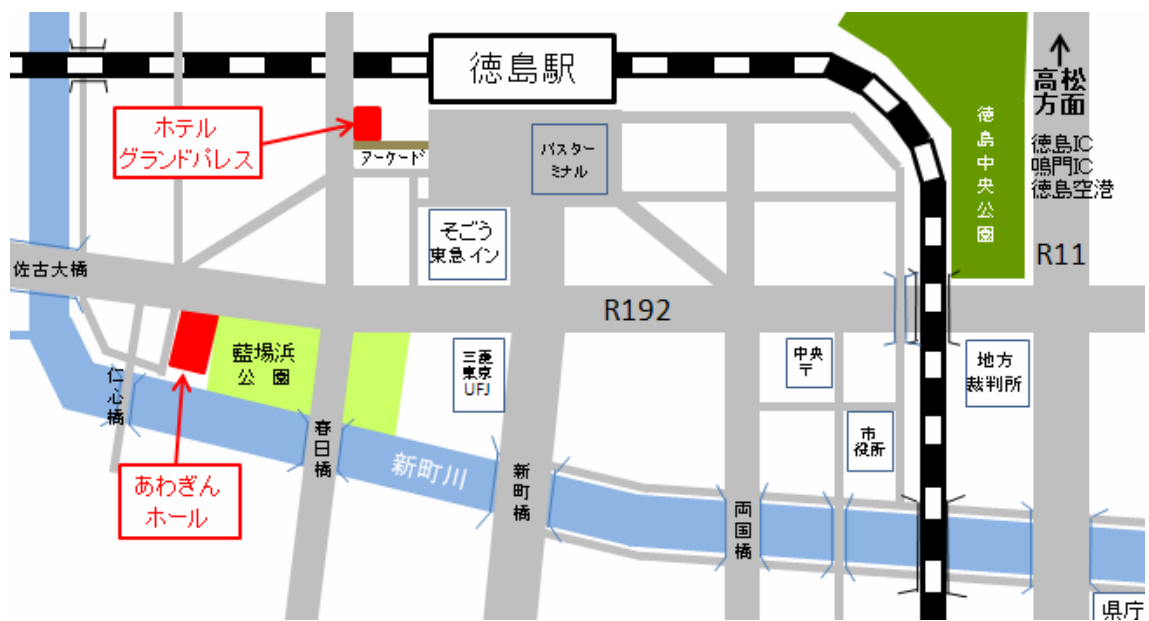 徳島駅
高松
方面
ホテル
グランドパレス
アーケード
バスター
ミナル
徳島中央公園
徳島IC
鳴門IC
徳島空港
そごう
東急イン
佐古大橋
R11
R192
藍場浜
公園
三菱
東京
UFJ
中央
〒
地方
裁判所
仁心橋
春日橋
市
役所
新町川
新町橋
両国橋
あわぎん
ホール
県庁